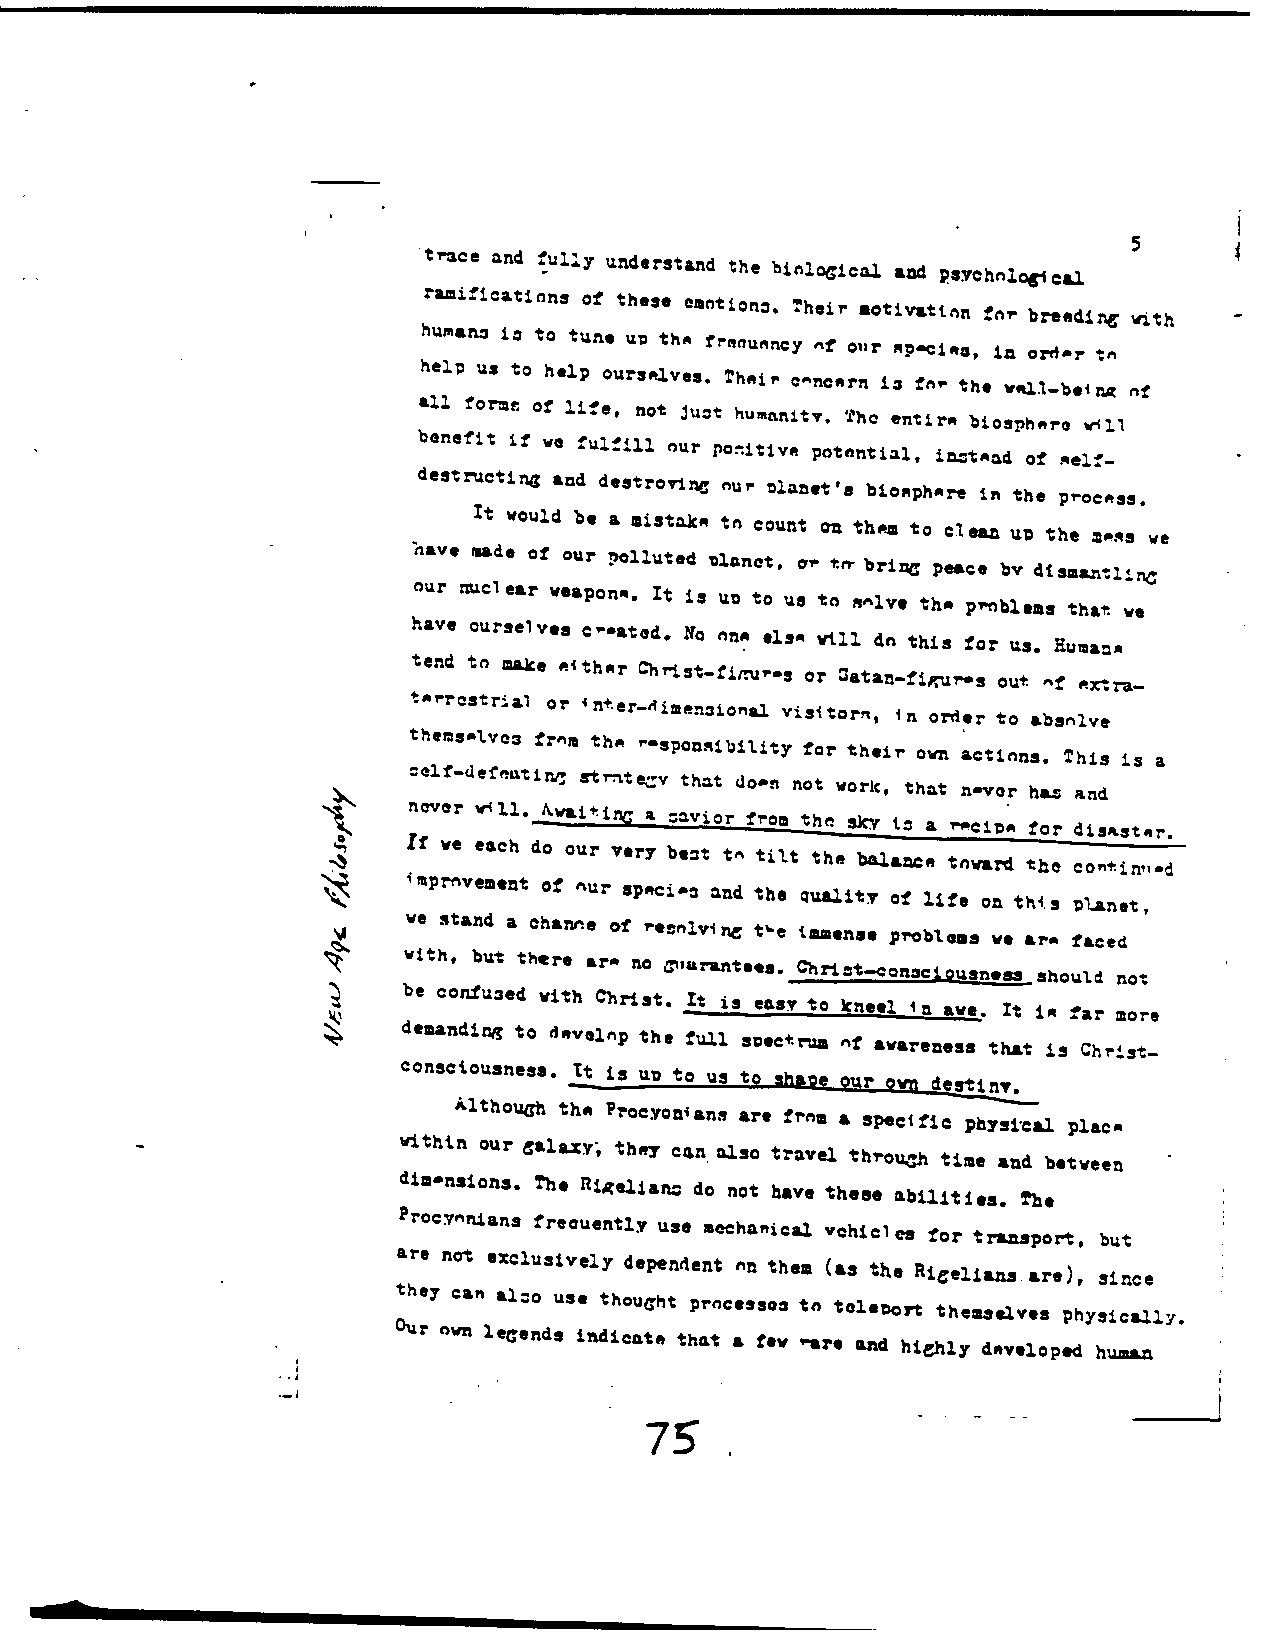 5
trace and fully understand the biological and psychological
ramifications of these emotions. Their motivation for breeding with
humans is to tune up the frequency of our species, in order to
help us to help ourselves. Their concern is for the well-being of
all forms of life, not just humanity. The entire biosphere will
benefit if we fulfill our positive potential, instead of self-
destructing and destroying our planet's biosphere in the process.
It would be a mistake to count on them to clean up the mess we
have made of our polluted planet, or to bring peace by dismantling
our nuclear weapons. It is up to us to solve the problems that we
have ourselves created. No one else will do this for us. Humans
tend to make either Christ-figures or Satan-figures out of extra-
terrestrial or inter-dimensional visitors, in order to absolve
themselves from the responsibility for their own actions. This is a
self-defeating strategy that does not work, that never has and
never will. Awaiting a savior from the sky is a recipe for disaster.
If we each do our very best to tilt the balance toward the continued
improvement of our species and the quality of life on this planet,
we stand a chance of resolving the immense problems we are faced
with, but there are no guarantees. Christ-consciousness should not
be confused with Christ. It is easy to kneel in awe. It is far more
demanding to develop the full spectrum of awareness that is Christ-
consciousness. It is up to us to shape our own destiny.
Although the Procyonians are from a specific physical place
within our galaxy, they can also travel through time and between
dimensions. The Rigelians do not have these abilities. The
Procyonians frequently use mechanical vehicles for transport, but
are not exclusively dependent on them (as the Rigelians are), since
they can also use thought processes to teleport themselves physically.
Our own legends indicate that a few rare and highly developed human
New Age Philosophy
75